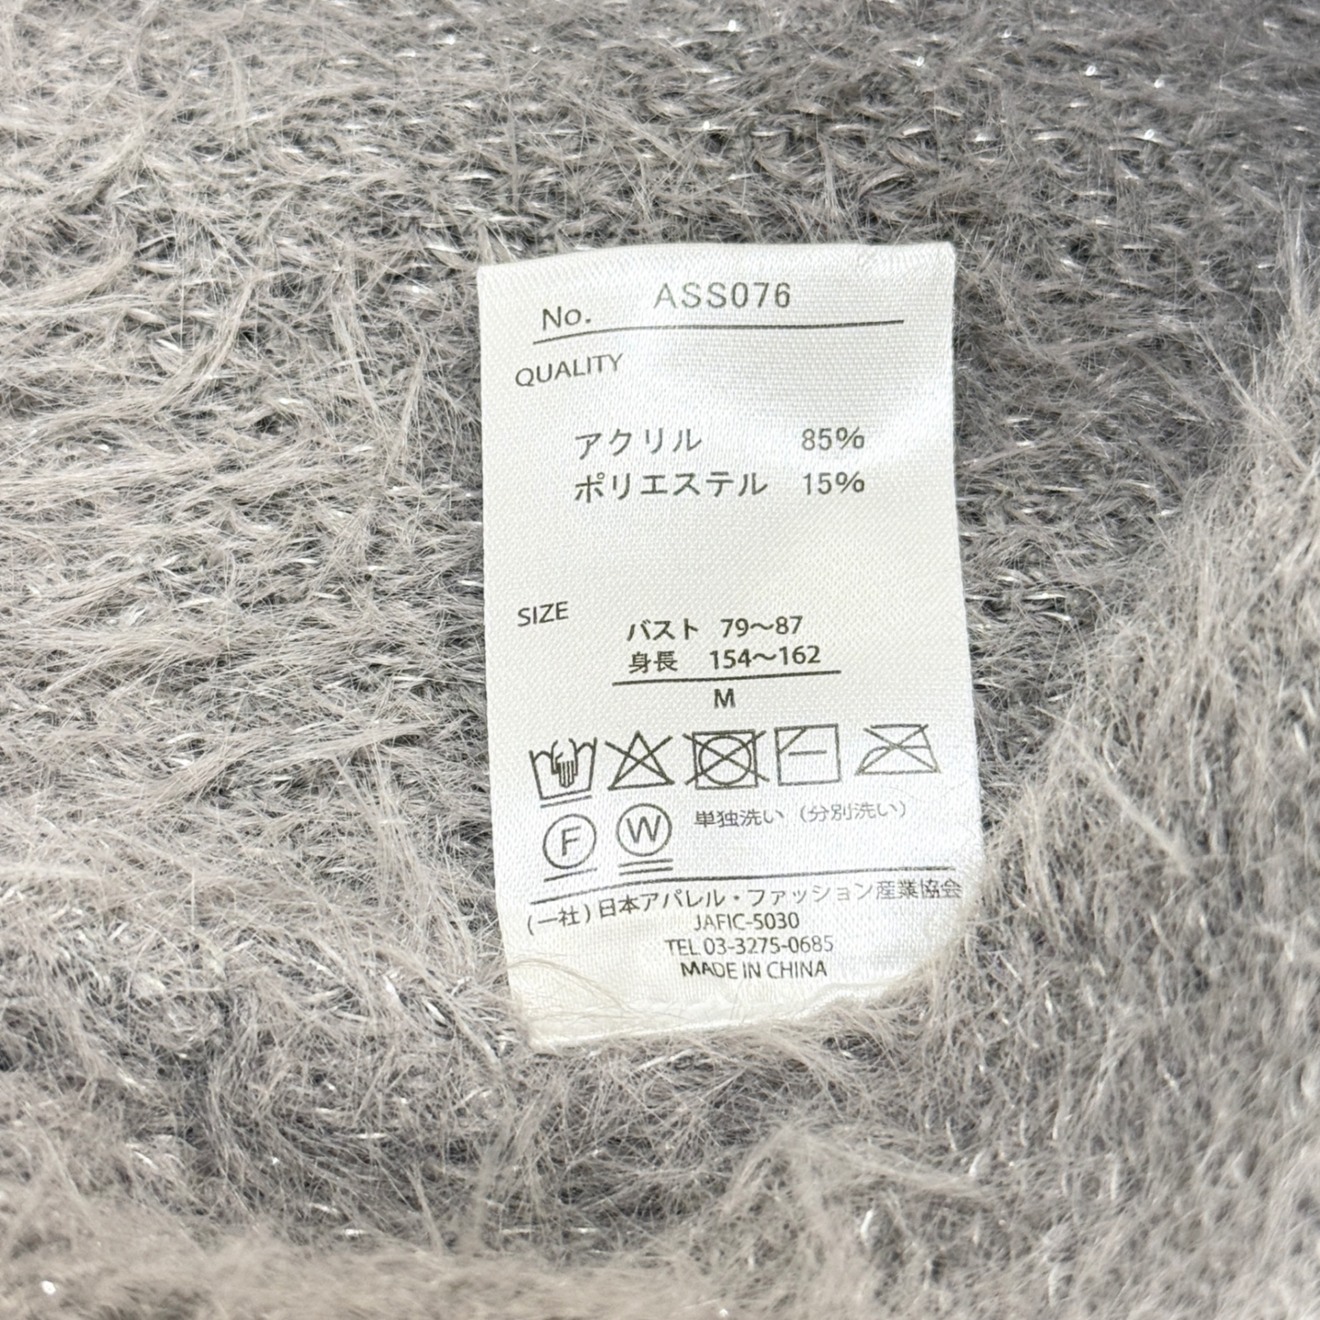 No. ASS076
QUALITY
アクリル 85%
ポリエステル 15%
SIZE
バスト 79〜87
身長 154〜162
M
F W 単独洗い（分別洗い）
(一社)日本アパレル・ファッション産業協会
JAFIC-5030
TEL 03-3275-0685
MADE IN CHINA